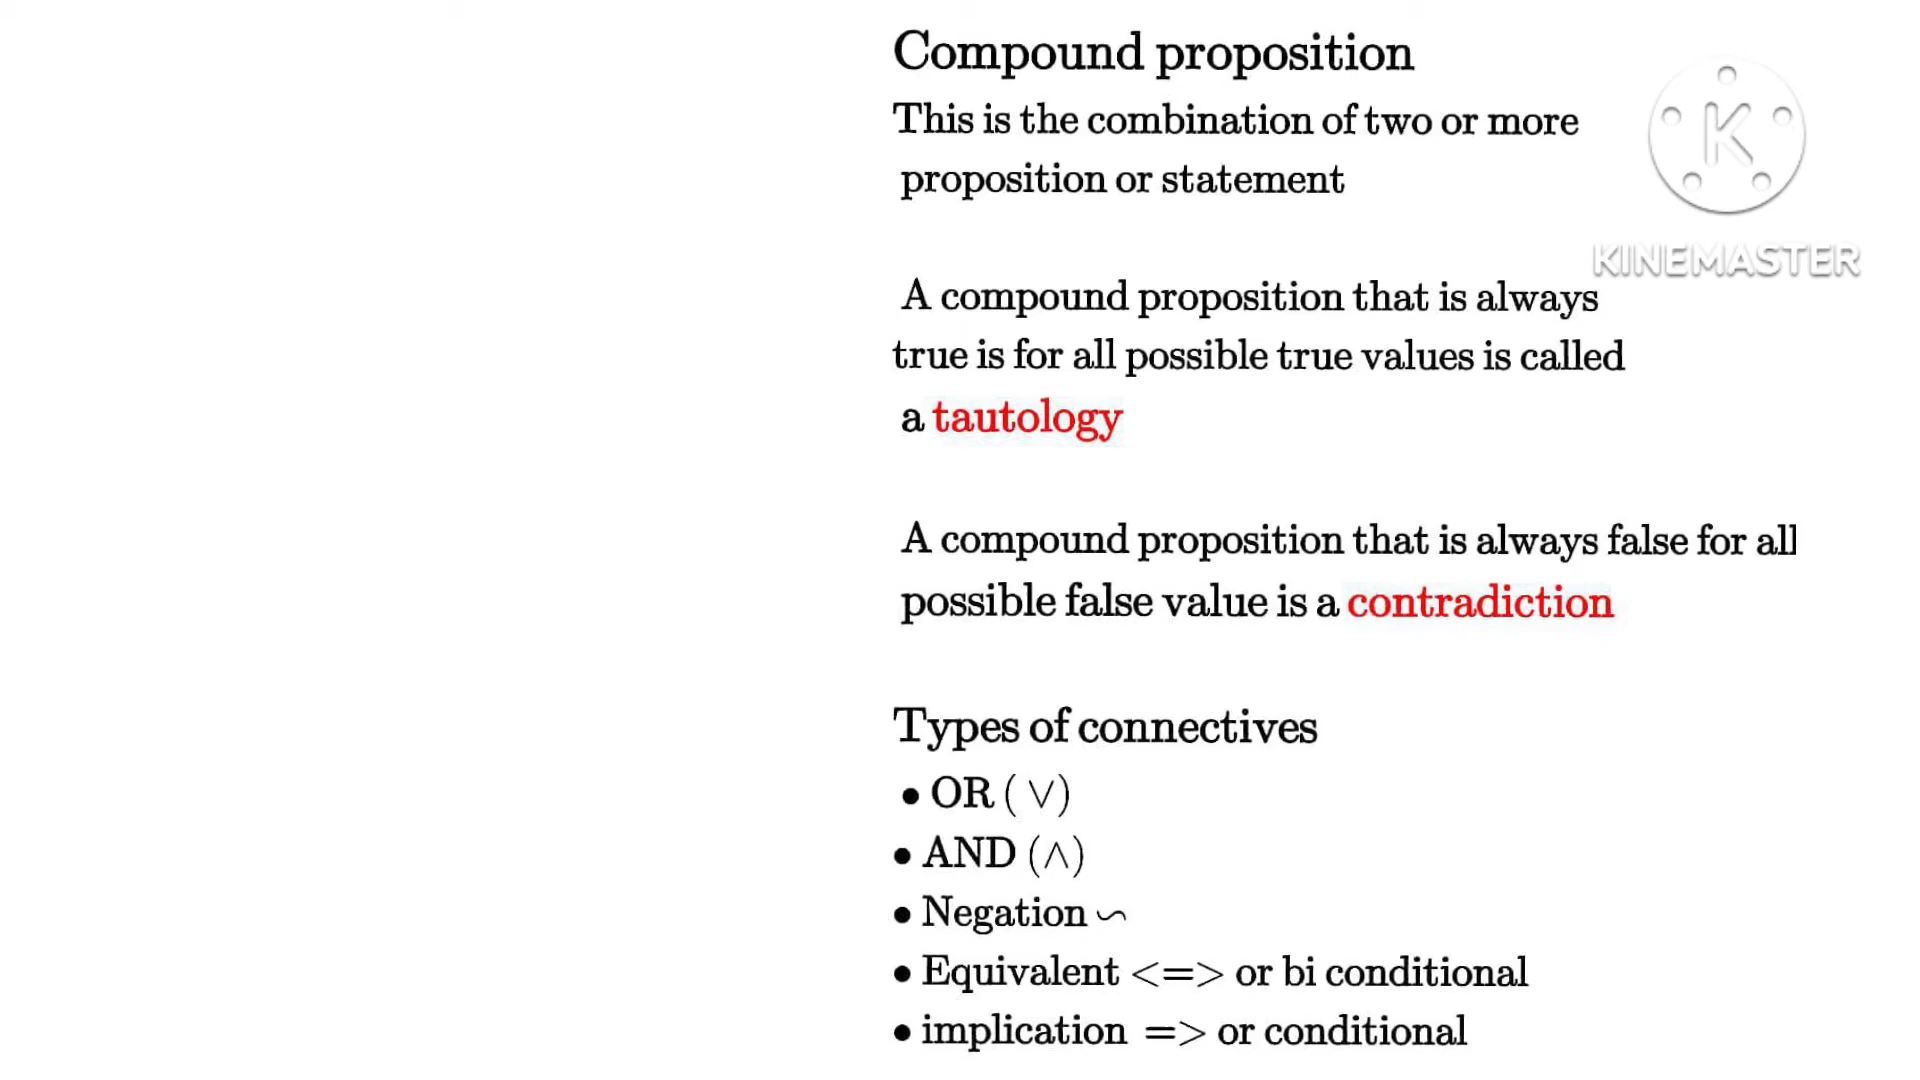 Compound proposition
This is the combination of two or more
proposition or statement
KINEMASTER
A compound proposition that is always
true is for all possible true values is called
a tautology
A compound proposition that is always false for all
possible false value is a contradiction
Types of connectives
• OR ( ∨)
• AND (∧)
• Negation ∽
• Equivalent <=> or bi conditional
• implication => or conditional